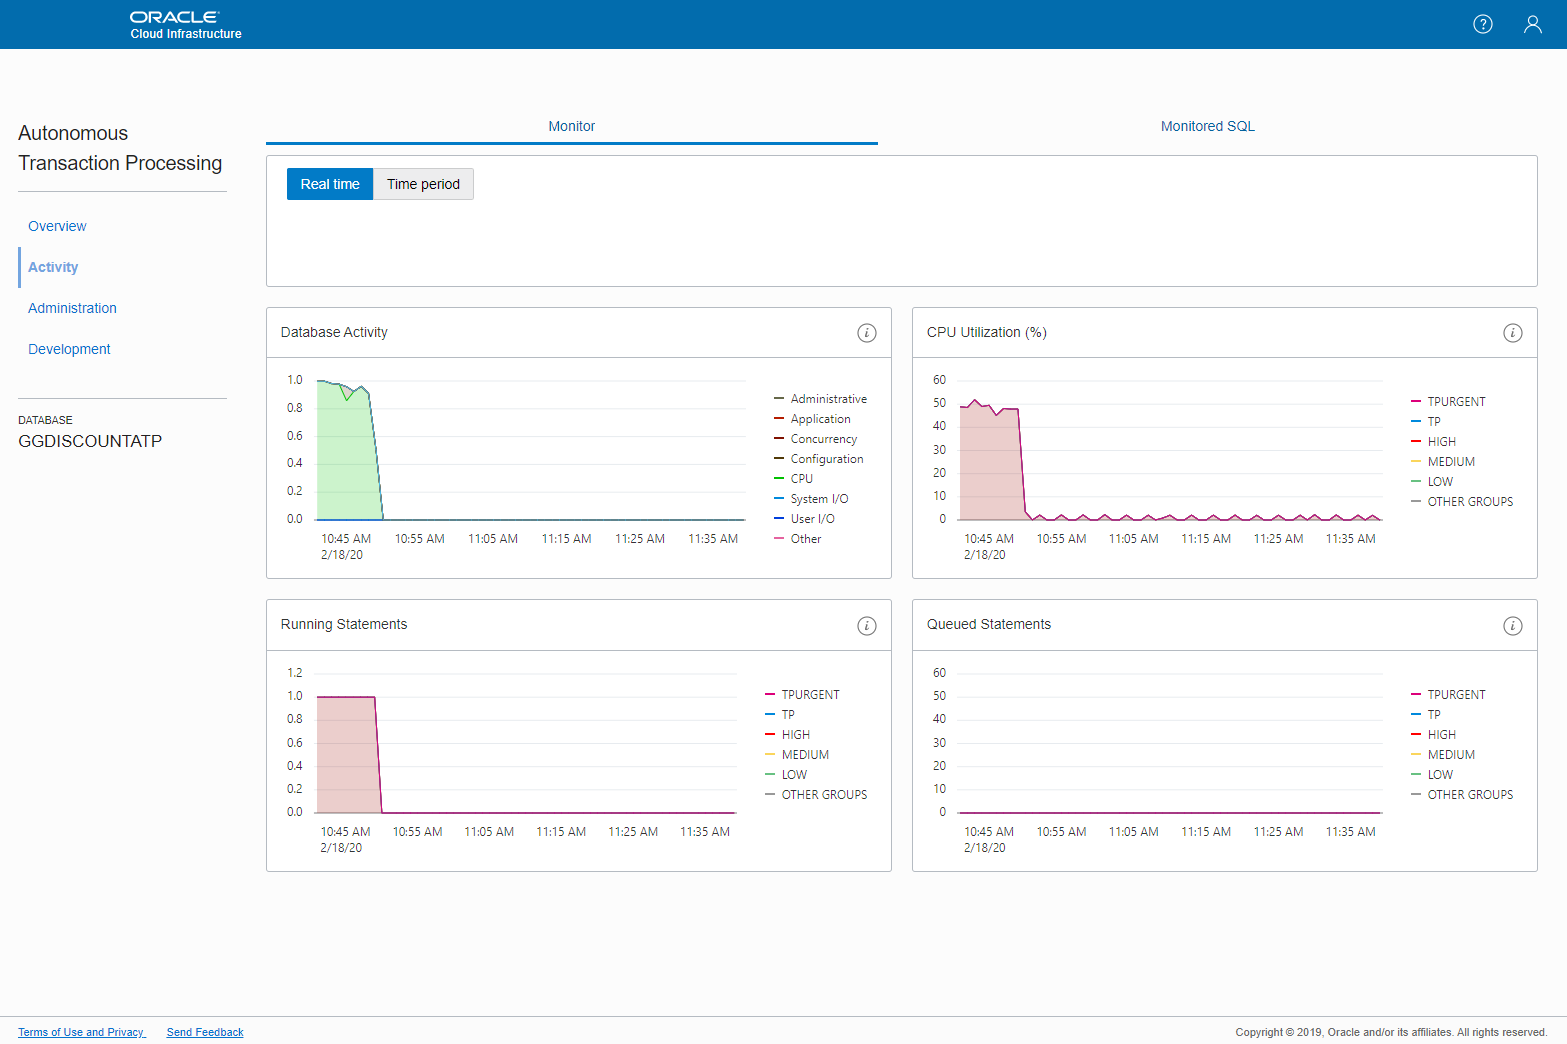 ORACLE
Cloud Infrastructure
Autonomous
Transaction Processing
Overview
Activity
Administration
Development
DATABASE
GGDISCOUNTATP
Monitor
Monitored SQL
Real time
Time period
Database Activity
1.0
0.8
0.6
0.4
0.2
0.0
10:45 AM 10:55 AM 11:05 AM 11:15 AM 11:25 AM 11:35 AM
2/18/20
Administrative
Application
Concurrency
Configuration
CPU
System I/O
User I/O
Other
CPU Utilization (%)
60
50
40
30
20
10
0
10:45 AM 10:55 AM 11:05 AM 11:15 AM 11:25 AM 11:35 AM
2/18/20
TPURGENT
TP
HIGH
MEDIUM
LOW
OTHER GROUPS
Running Statements
1.2
1.0
0.8
0.6
0.4
0.2
0.0
10:45 AM 10:55 AM 11:05 AM 11:15 AM 11:25 AM 11:35 AM
2/18/20
TPURGENT
TP
HIGH
MEDIUM
LOW
OTHER GROUPS
Queued Statements
60
50
40
30
20
10
0
10:45 AM 10:55 AM 11:05 AM 11:15 AM 11:25 AM 11:35 AM
2/18/20
TPURGENT
TP
HIGH
MEDIUM
LOW
OTHER GROUPS
Terms of Use and Privacy Send Feedback
Copyright © 2019, Oracle and/or its affiliates. All rights reserved.